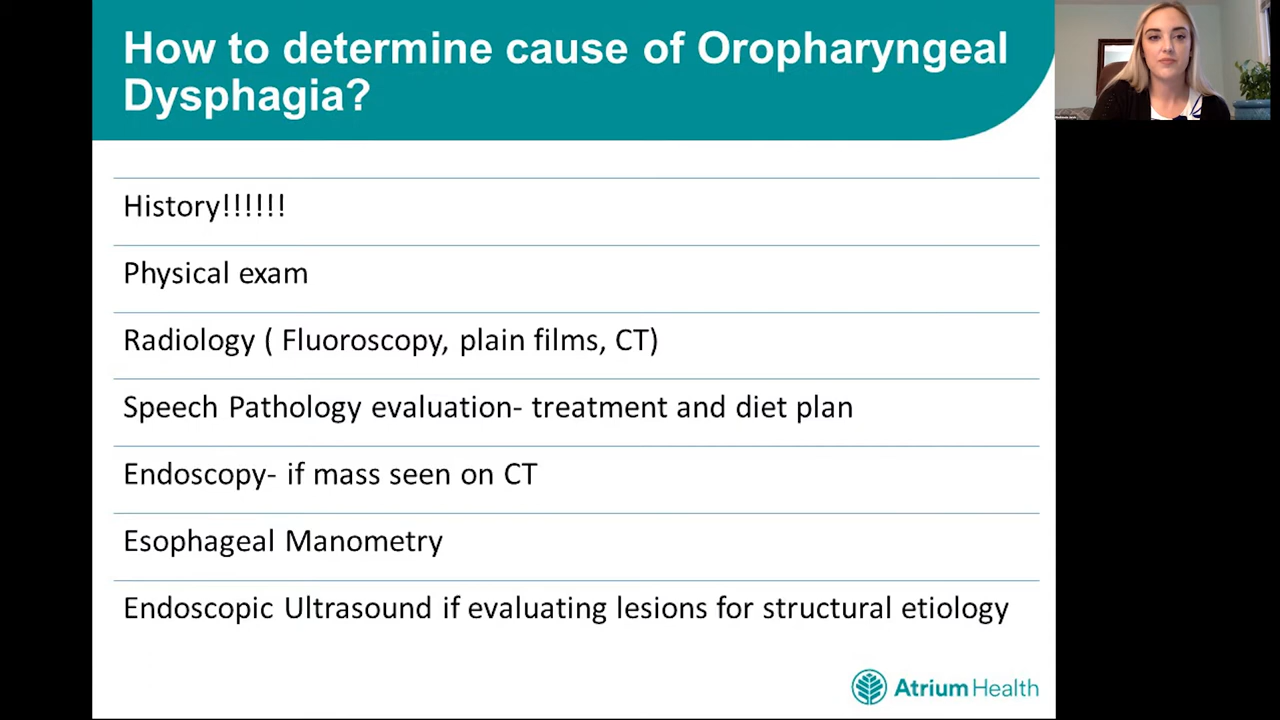 How to determine cause of Oropharyngeal
Dysphagia?
History!!!!!!
Physical exam
Radiology ( Fluoroscopy, plain films, CT)
Speech Pathology evaluation- treatment and diet plan
Endoscopy- if mass seen on CT
Esophageal Manometry
Endoscopic Ultrasound if evaluating lesions for structural etiology
Atrium Health